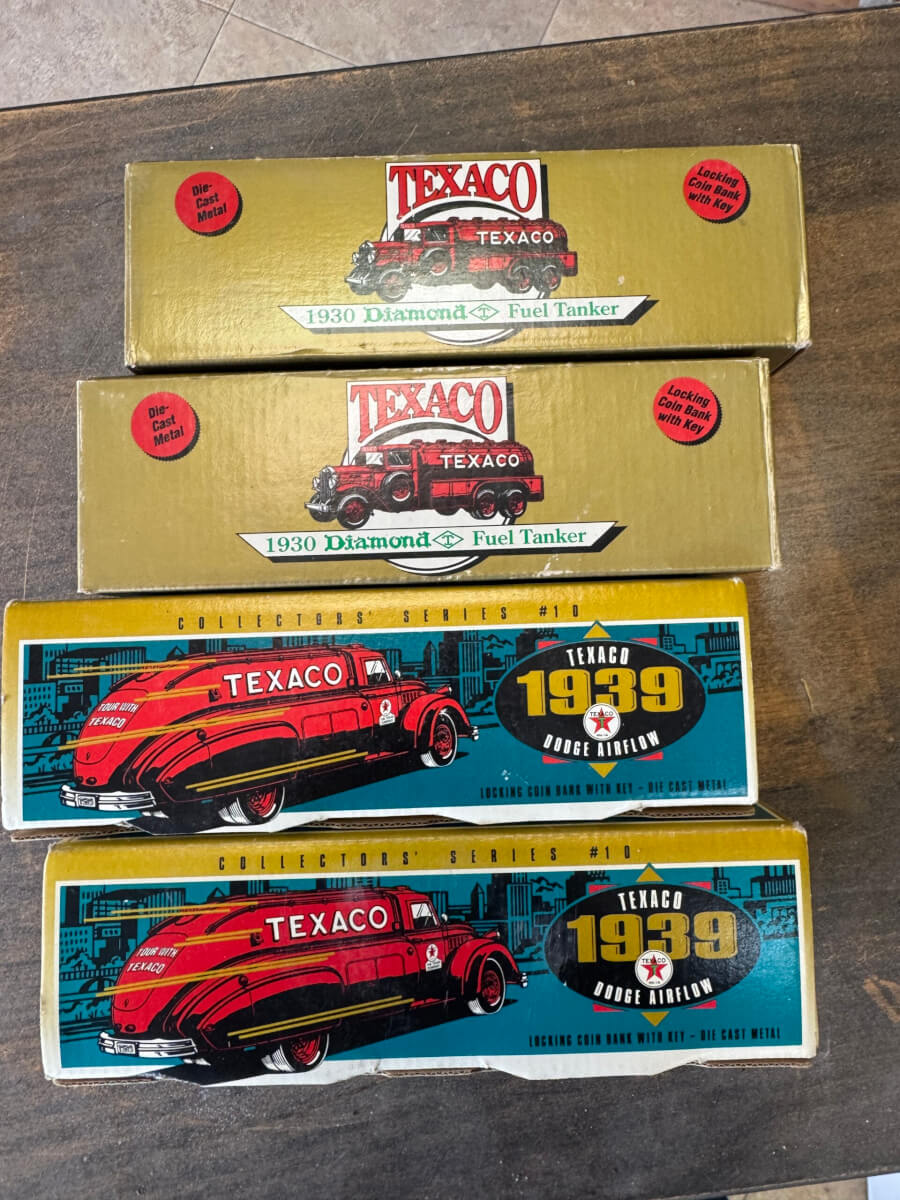 Die-
Cast
Metal
TEXACO
Locking
Coin Bank
with Key
TEXACO
1930 Diamond T Fuel Tanker
Die-
Cast
Metal
TEXACO
Locking
Coin Bank
with Key
TEXACO
1930 Diamond T Fuel Tanker
COLLECTORS' SERIES #10
TEXACO
TOUR WITH
TEXACO
TEXACO
1939
TEXACO
T
DODGE AIRFLOW
LOCKING COIN BANK WITH KEY - DIE CAST METAL
COLLECTORS' SERIES #10
TEXACO
TOUR WITH
TEXACO
TEXACO
1939
TEXACO
T
DODGE AIRFLOW
LOCKING COIN BANK WITH KEY - DIE CAST METAL